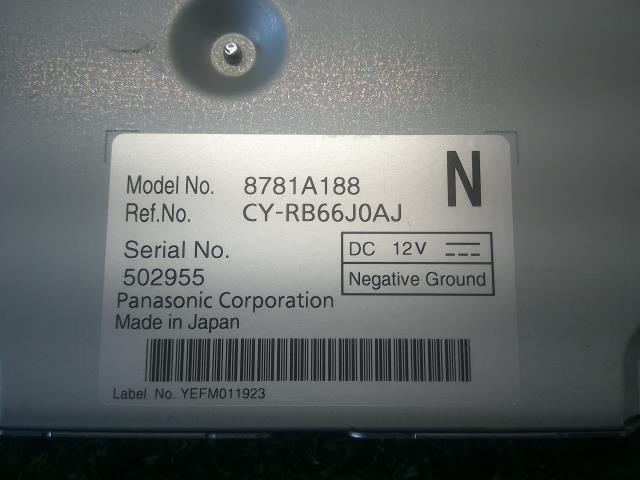 N
Model No. 8781A188
Ref.No. CY-RB66J0AJ
Serial No.
502955
DC 12V
Negative Ground
Panasonic Corporation
Made in Japan
Label No. YEFM011923